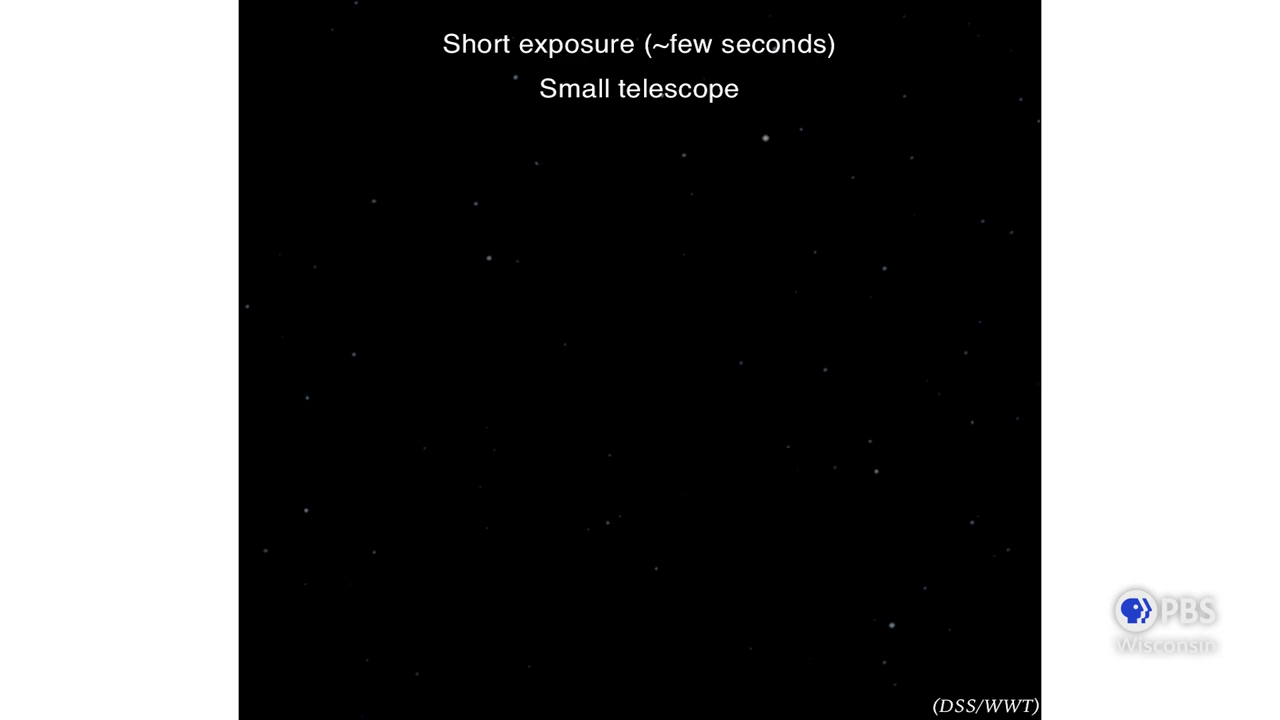 Short exposure (~few seconds)
Small telescope
PBS
Wisconsin
(DSS/WWT)